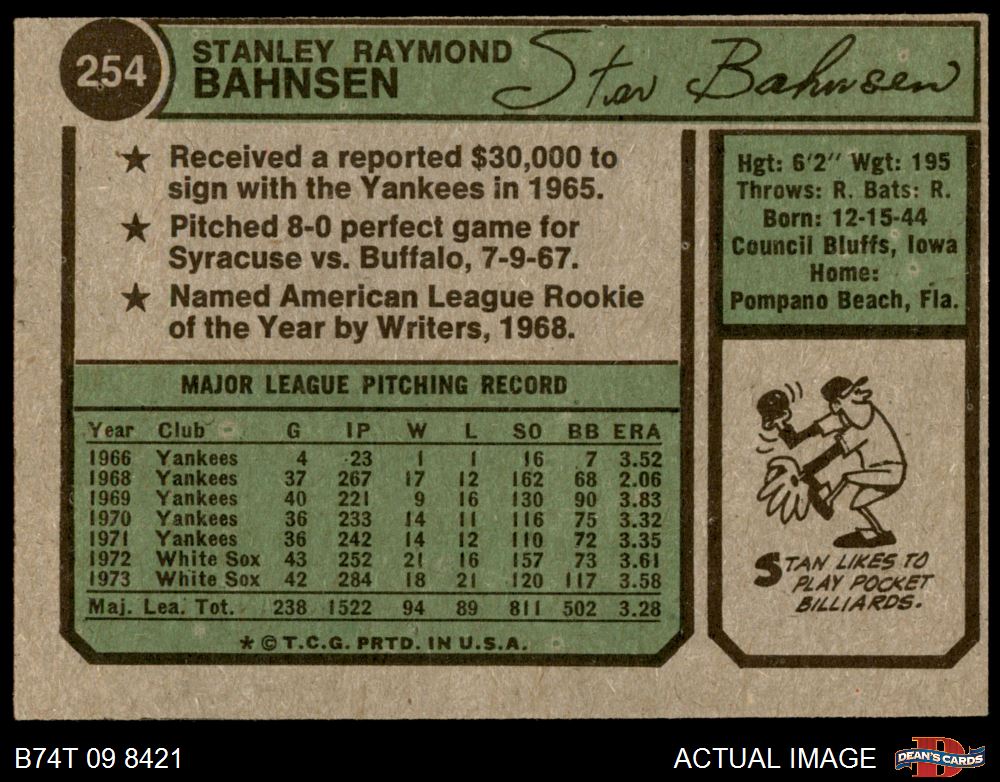 254
STANLEY RAYMOND
BAHNSEN
Stan Bahnsen
★ Received a reported $30,000 to
sign with the Yankees in 1965.
★ Pitched 8-0 perfect game for
Syracuse vs. Buffalo, 7-9-67.
★ Named American League Rookie
of the Year by Writers, 1968.
Hgt: 6'2" Wgt: 195
Throws: R. Bats: R.
Born: 12-15-44
Council Bluffs, Iowa
Home:
Pompano Beach, Fla.
MAJOR LEAGUE PITCHING RECORD
Year Club G IP W L SO BB ERA
1966 Yankees 4 23 1 1 16 7 3.52
1968 Yankees 37 267 17 12 162 68 2.06
1969 Yankees 40 221 9 16 130 90 3.83
1970 Yankees 36 233 14 11 116 75 3.32
1971 Yankees 36 242 14 12 110 72 3.35
1972 White Sox 43 252 21 16 157 73 3.61
1973 White Sox 42 284 18 21 120 117 3.58
Maj. Lea. Tot. 238 1522 94 89 811 502 3.28
* © T.C.G. PRTD. IN U.S.A.
STAN LIKES TO
PLAY POCKET
BILLIARDS.
B74T 09 8421
ACTUAL IMAGE
D
DEAN'S CARDS